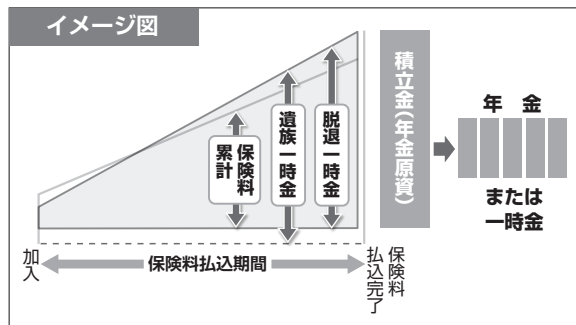 イメージ図
保険料
累計
遺族一時金
脱退一時金
積立金(年金原資)
年 金
または
一時金
加入
保険料払込期間
保険料
払込完了